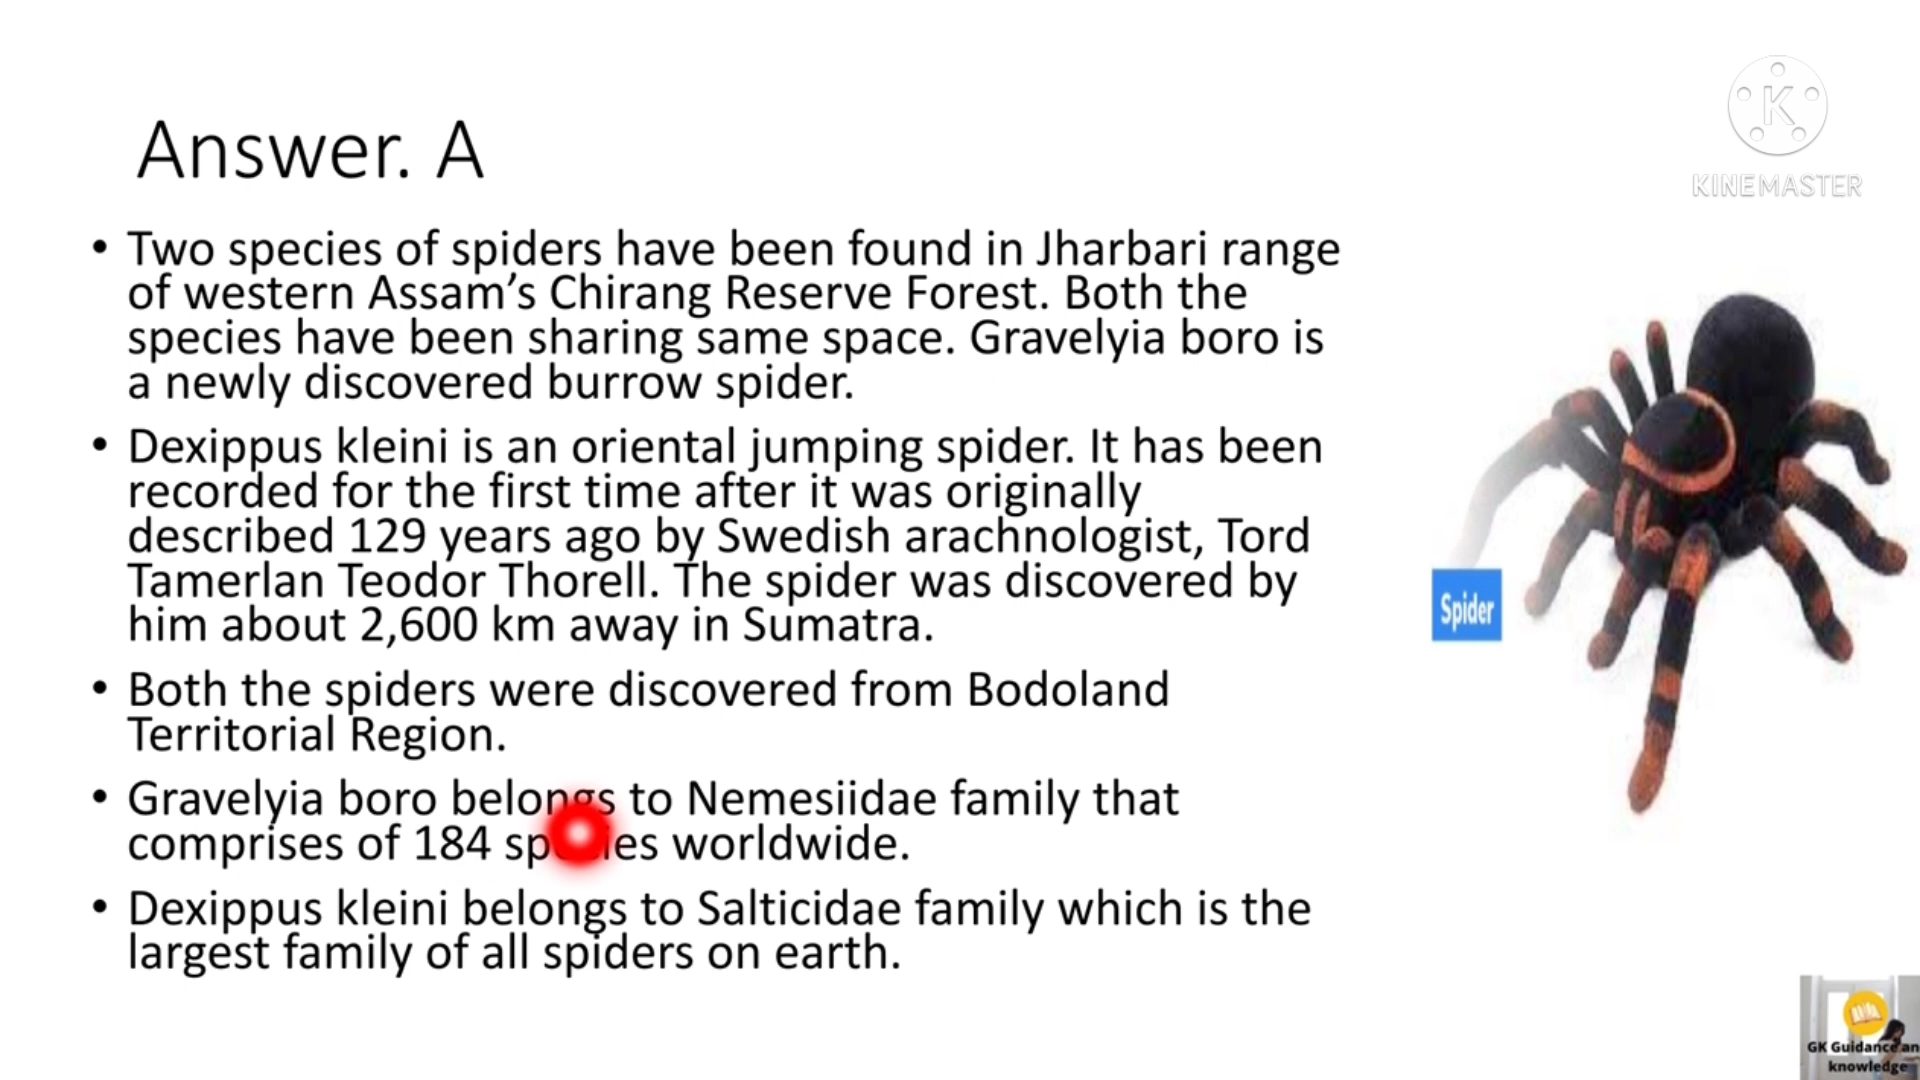 Answer. A
KINEMASTER
• Two species of spiders have been found in Jharbari range
of western Assam’s Chirang Reserve Forest. Both the
species have been sharing same space. Gravelyia boro is
a newly discovered burrow spider.
• Dexippus kleini is an oriental jumping spider. It has been
recorded for the first time after it was originally
described 129 years ago by Swedish arachnologist, Tord
Tamerlan Teodor Thorell. The spider was discovered by
him about 2,600 km away in Sumatra.
Spider
• Both the spiders were discovered from Bodoland
Territorial Region.
• Gravelyia boro belongs to Nemesiidae family that
comprises of 184 species worldwide.
• Dexippus kleini belongs to Salticidae family which is the
largest family of all spiders on earth.
GK Guidance an
knowledge